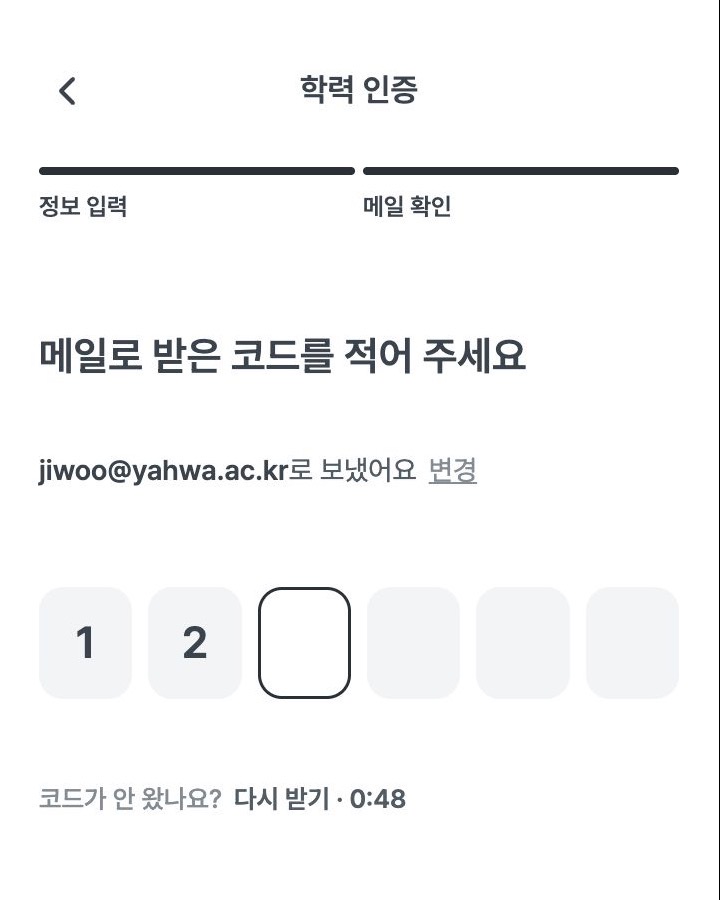 학력 인증
정보 입력
메일 확인
메일로 받은 코드를 적어 주세요
jiwoo@yahwa.ac.kr로 보냈어요 변경
1 2
코드가 안 왔나요? 다시 받기 · 0:48